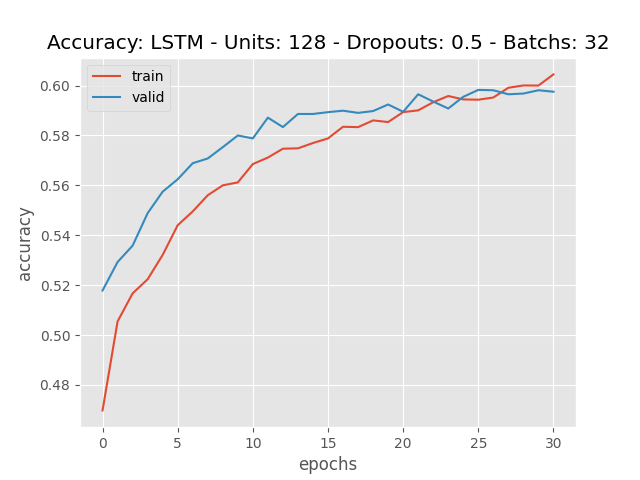 Accuracy: LSTM - Units: 128 - Dropouts: 0.5 - Batchs: 32
train
valid
0.60
0.58
0.56
0.54
0.52
0.50
0.48
accuracy
0 5 10 15 20 25 30
epochs